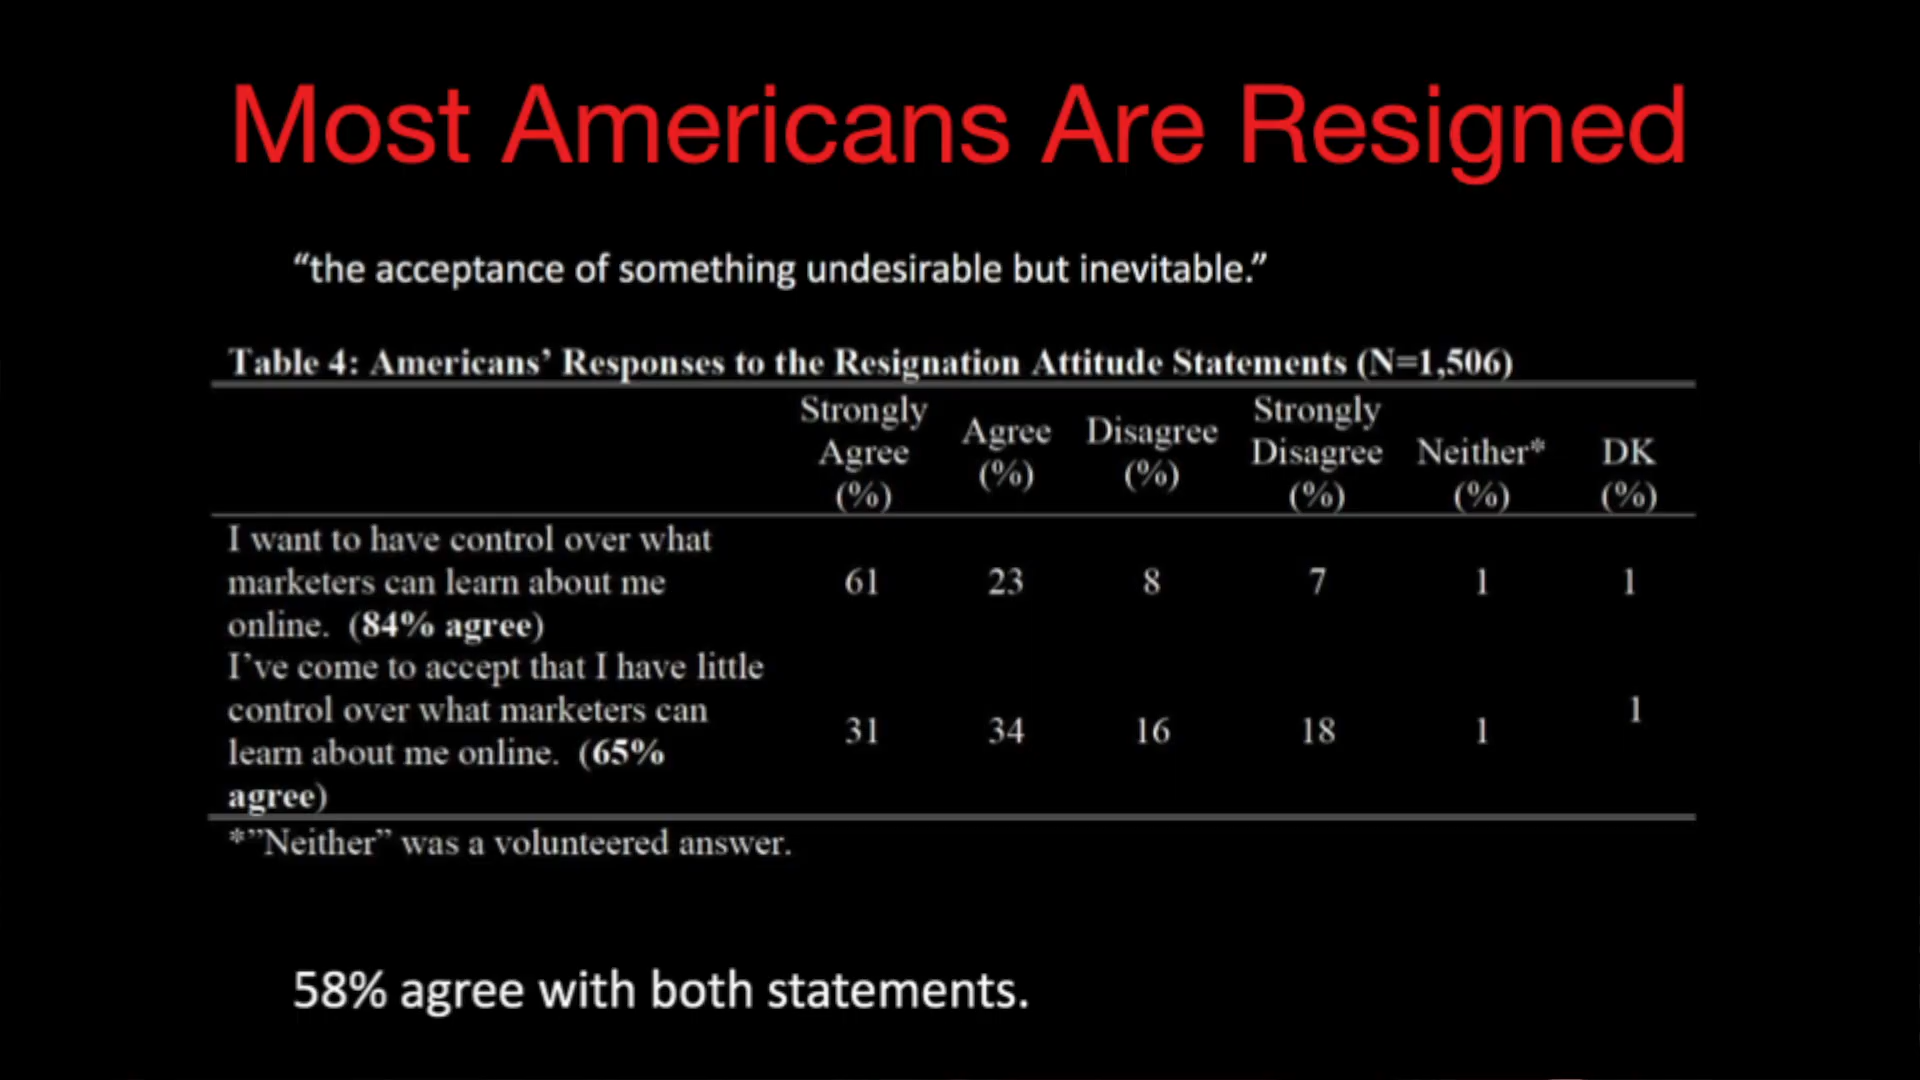 Most Americans Are Resigned
“the acceptance of something undesirable but inevitable.”
Table 4: Americans’ Responses to the Resignation Attitude Statements (N=1,506)
Strongly Agree (%) Agree (%) Disagree (%) Strongly Disagree (%) Neither* (%) DK (%)
I want to have control over what
marketers can learn about me 61 23 8 7 1 1
online. (84% agree)
I’ve come to accept that I have little
control over what marketers can
learn about me online. (65% 31 34 16 18 1 1
agree)
*”Neither” was a volunteered answer.
58% agree with both statements.